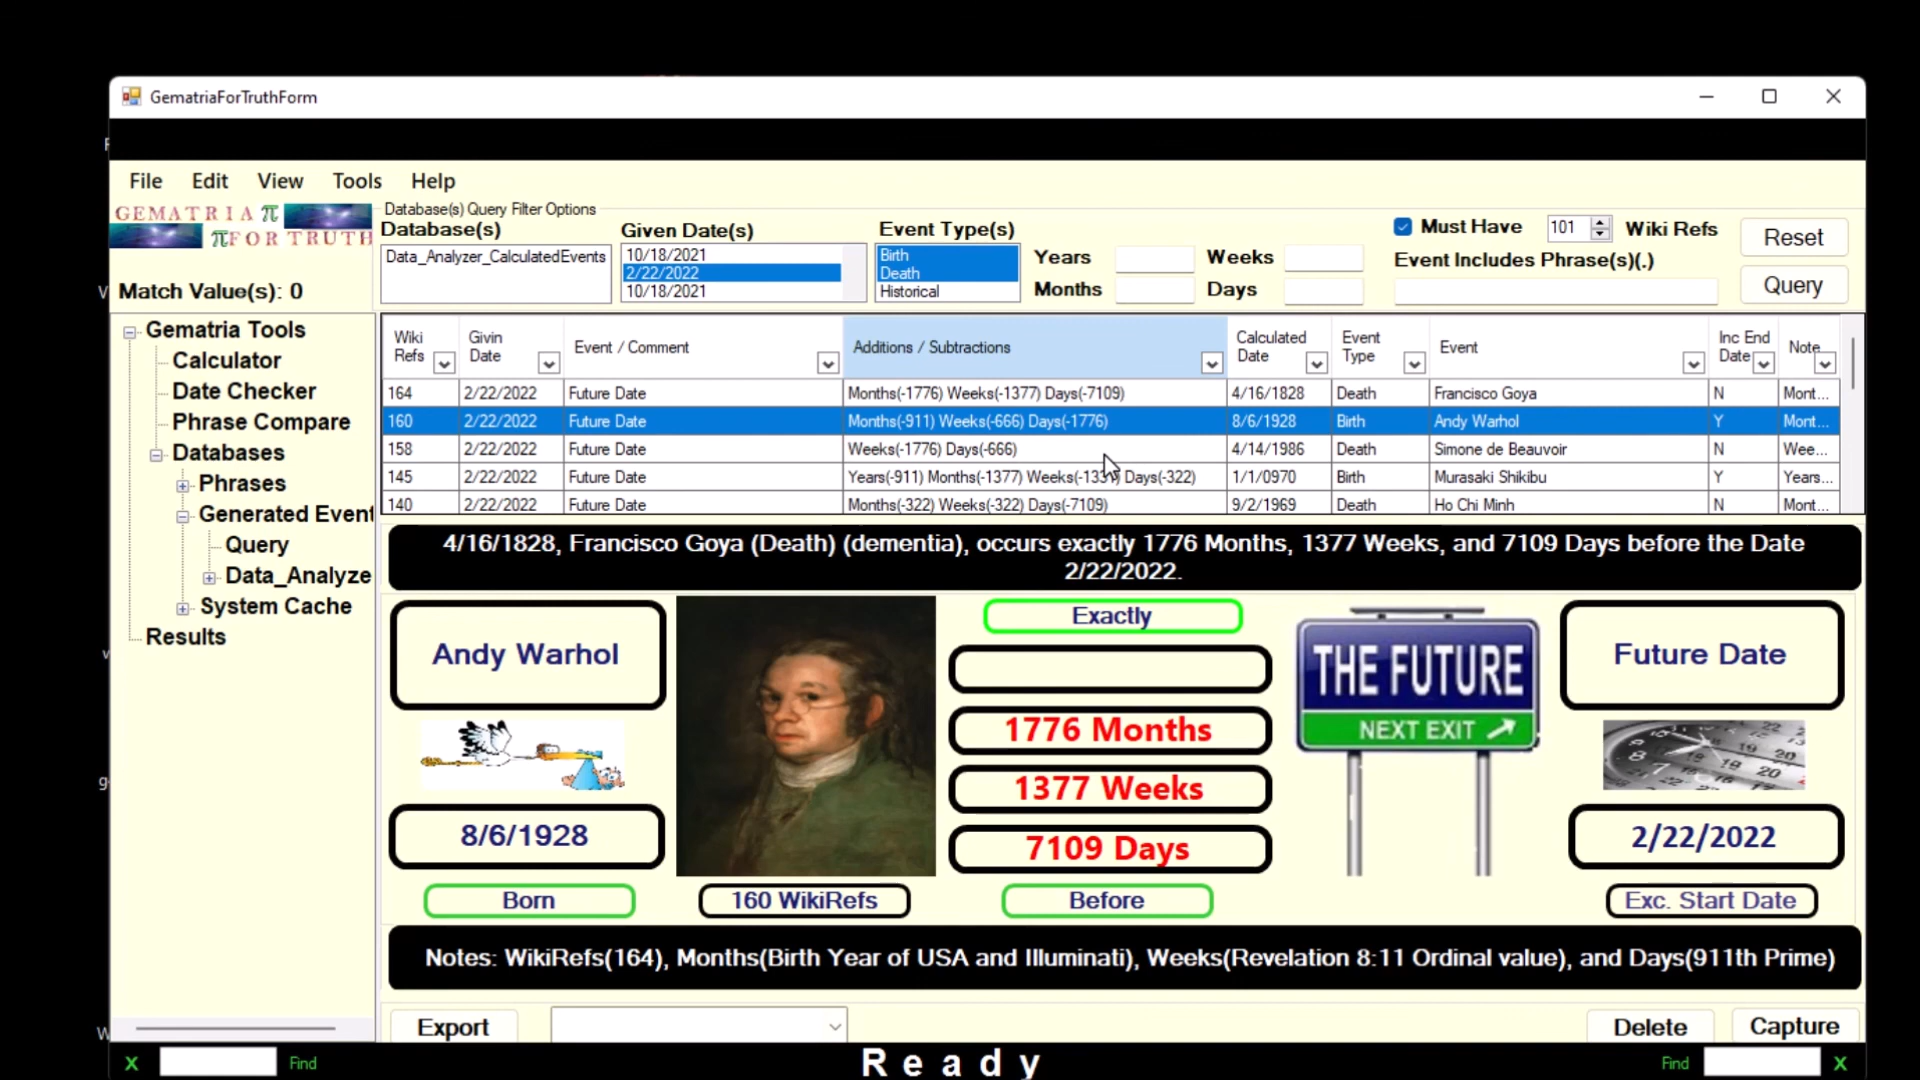 GematriaForTruthForm
File Edit View Tools Help
GEMATRIA π
πFOR TRUTH
Match Value(s): 0
Database(s) Query Filter Options
Database(s)
Data_Analyzer_CalculatedEvents
Given Date(s)
10/18/2021
2/22/2022
10/18/2021
Event Type(s)
Birth
Death
Historical
Years
Weeks
Months
Days
Must Have 101 Wiki Refs
Event Includes Phrase(s)(.)
Reset
Query
Gematria Tools
Calculator
Date Checker
Phrase Compare
Databases
Phrases
Generated Event
Query
Data_Analyze
System Cache
Results
Wiki Refs Givin Date Event / Comment Additions / Subtractions Calculated Date Event Type Event Inc End Date Note
164 2/22/2022 Future Date Months(-1776) Weeks(-1377) Days(-7109) 4/16/1828 Death Francisco Goya N Mont...
160 2/22/2022 Future Date Months(-911) Weeks(-666) Days(-1776) 8/6/1928 Birth Andy Warhol Y Mont...
158 2/22/2022 Future Date Weeks(-1776) Days(-666) 4/14/1986 Death Simone de Beauvoir N Wee...
145 2/22/2022 Future Date Years(-911) Months(-1377) Days(-322) 1/1/0970 Birth Murasaki Shikibu Y Years...
140 2/22/2022 Future Date Months(-322) Weeks(-322) Days(-7109) 9/2/1969 Death Ho Chi Minh N Mont...
4/16/1828, Francisco Goya (Death) (dementia), occurs exactly 1776 Months, 1377 Weeks, and 7109 Days before the Date
2/22/2022.
Andy Warhol
8/6/1928
Born
160 WikiRefs
Exactly
1776 Months
1377 Weeks
7109 Days
Before
THE FUTURE
NEXT EXIT
Future Date
2/22/2022
Exc. Start Date
Notes: WikiRefs(164), Months(Birth Year of USA and Illuminati), Weeks(Revelation 8:11 Ordinal value), and Days(911th Prime)
Export
Delete
Capture
X Find
Ready
Find X